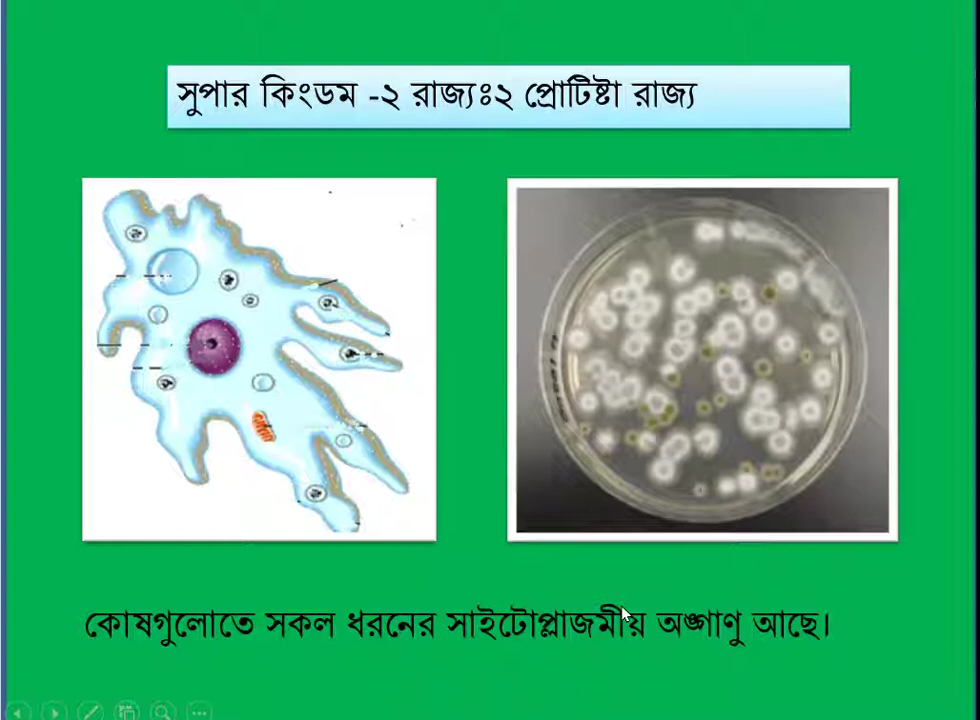 সুপার কিংডম -২ রাজ্যঃ২ প্রোটিষ্টা রাজ্য
কোষগুলোতে সকল ধরনের সাইটোপ্লাজমীয় অঙ্গাণু আছে।